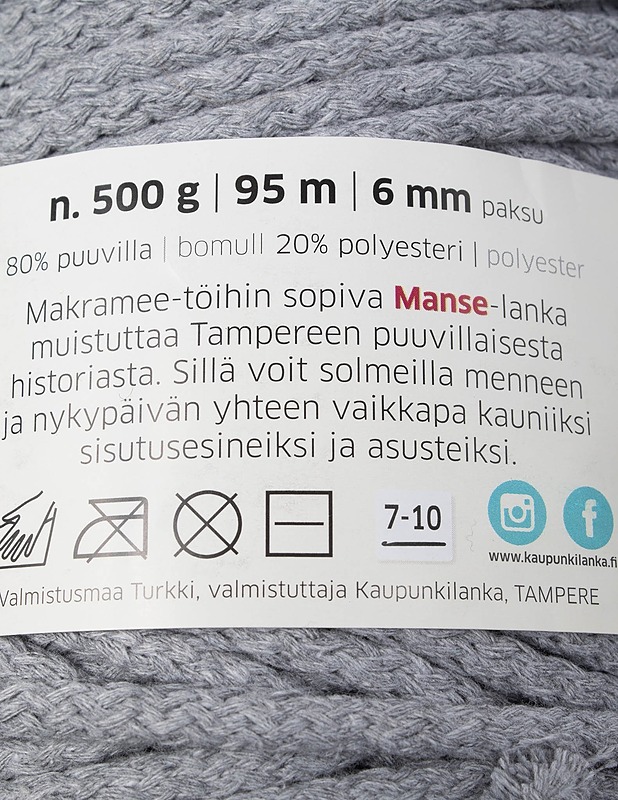 n. 500 g | 95 m | 6 mm paksu
80% puuvilla | bomull 20% polyesteri | polyester
Makramee-töihin sopiva Manse-lanka
muistuttaa Tampereen puuvillaisesta
historiasta. Sillä voit solmeilla menneen
ja nykypäivän yhteen vaikkapa kauniiksi
sisutusesineiksi ja asusteiksi.
7-10
www.kaupunkilanka.fi
Valmistusmaa Turkki, valmistuttaja Kaupunkilanka, TAMPERE